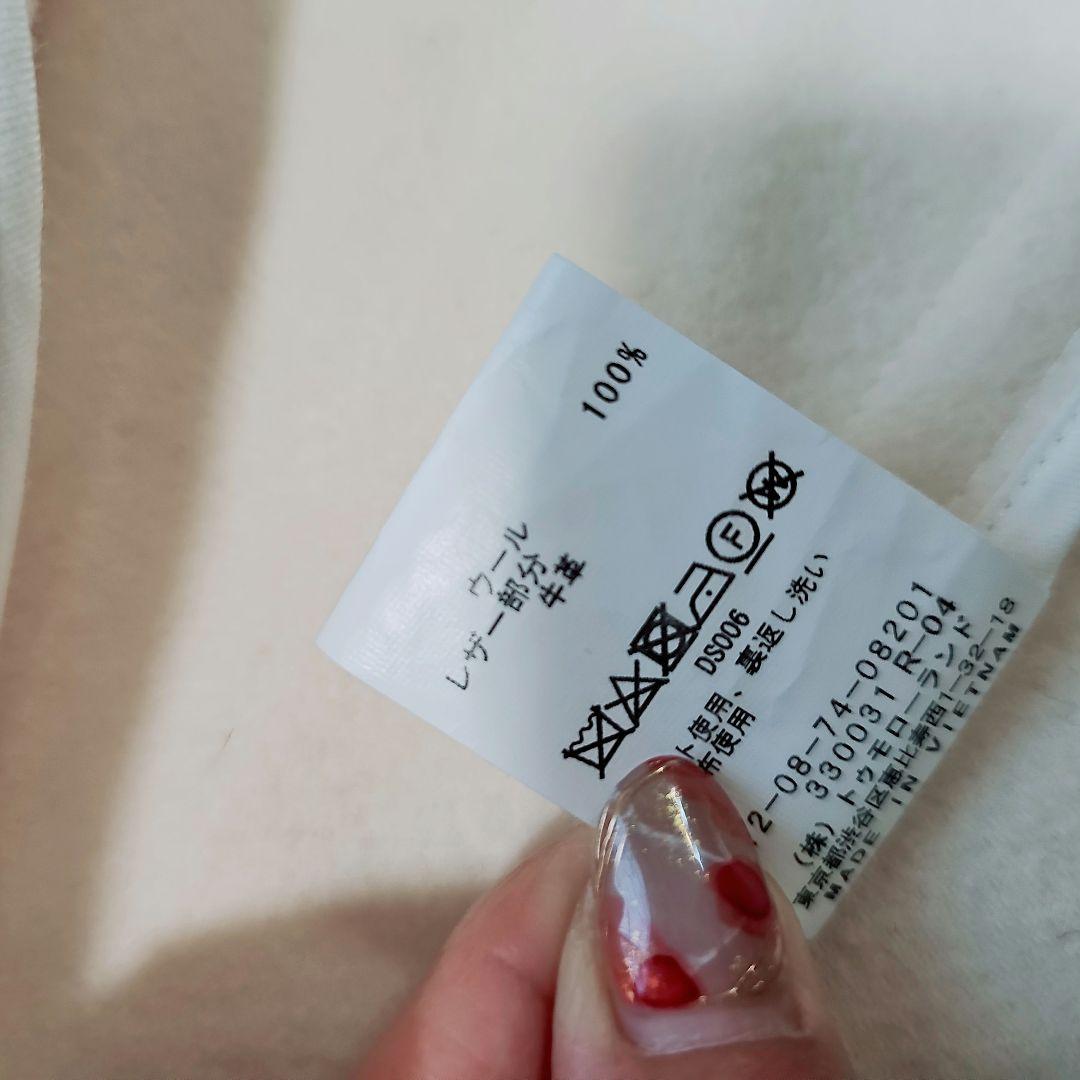 ウール 100%
レザー部分
牛革
F
W
DS006
ト使用、裏返し洗い
布使用
2-08-74-08201
330031 R-04
(株)トゥモローランド
東京都渋谷区恵比寿西1-32-18
MADE IN VIETNAM